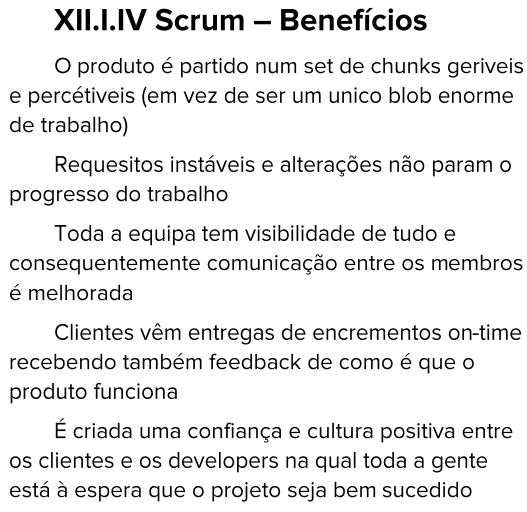 XII.I.IV Scrum – Benefícios
O produto é partido num set de chunks geriveis
e percétiveis (em vez de ser um unico blob enorme
de trabalho)
Requesitos instáveis e alterações não param o
progresso do trabalho
Toda a equipa tem visibilidade de tudo e
consequentemente comunicação entre os membros
é melhorada
Clientes vêm entregas de encrementos on-time
recebendo também feedback de como é que o
produto funciona
É criada uma confiança e cultura positiva entre
os clientes e os developers na qual toda a gente
está à espera que o projeto seja bem sucedido